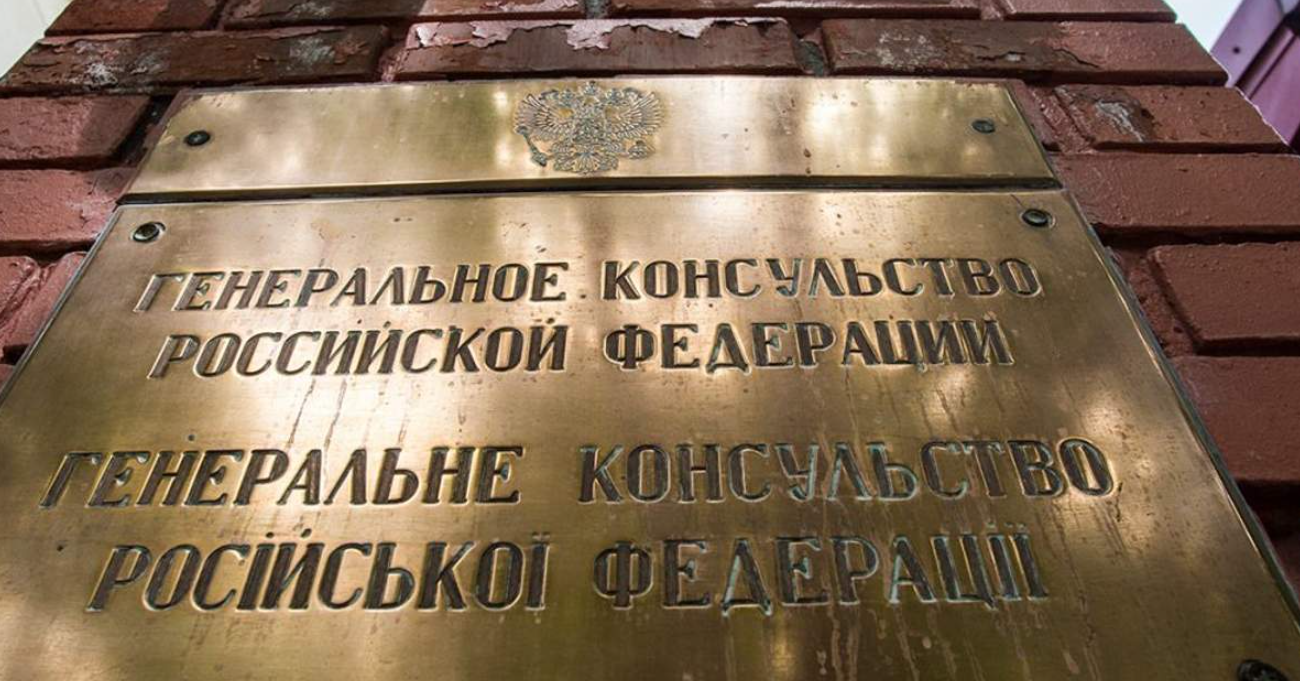 ГЕНЕРАЛЬНОЕ КОНСУЛЬСТВО
РОССИЙСКОЙ ФЕДЕРАЦИИ
ГЕНЕРАЛЬНЕ КОНСУЛЬСТВО
РОСІЙСЬКОЇ ФЕДЕРАЦІЇ